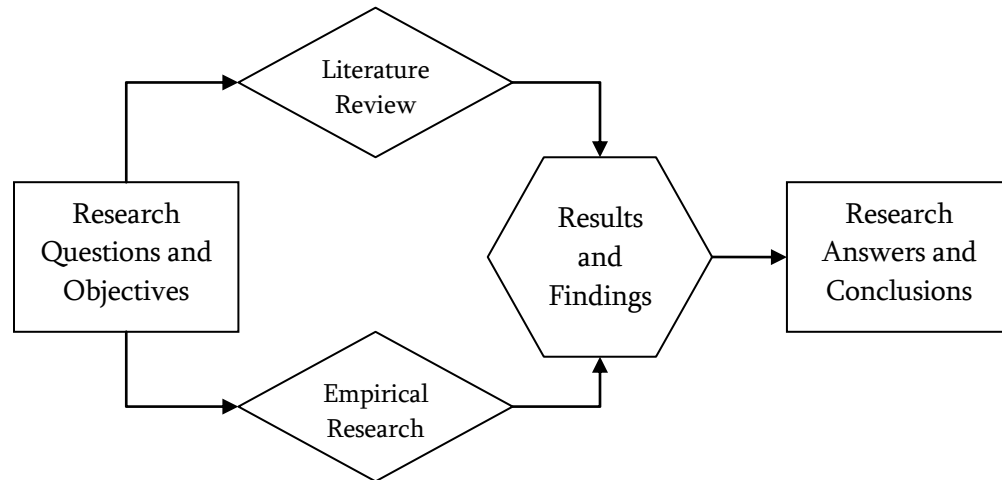 Literature
Review
Research
Questions and
Objectives
Results
and
Findings
Research
Answers and
Conclusions
Empirical
Research